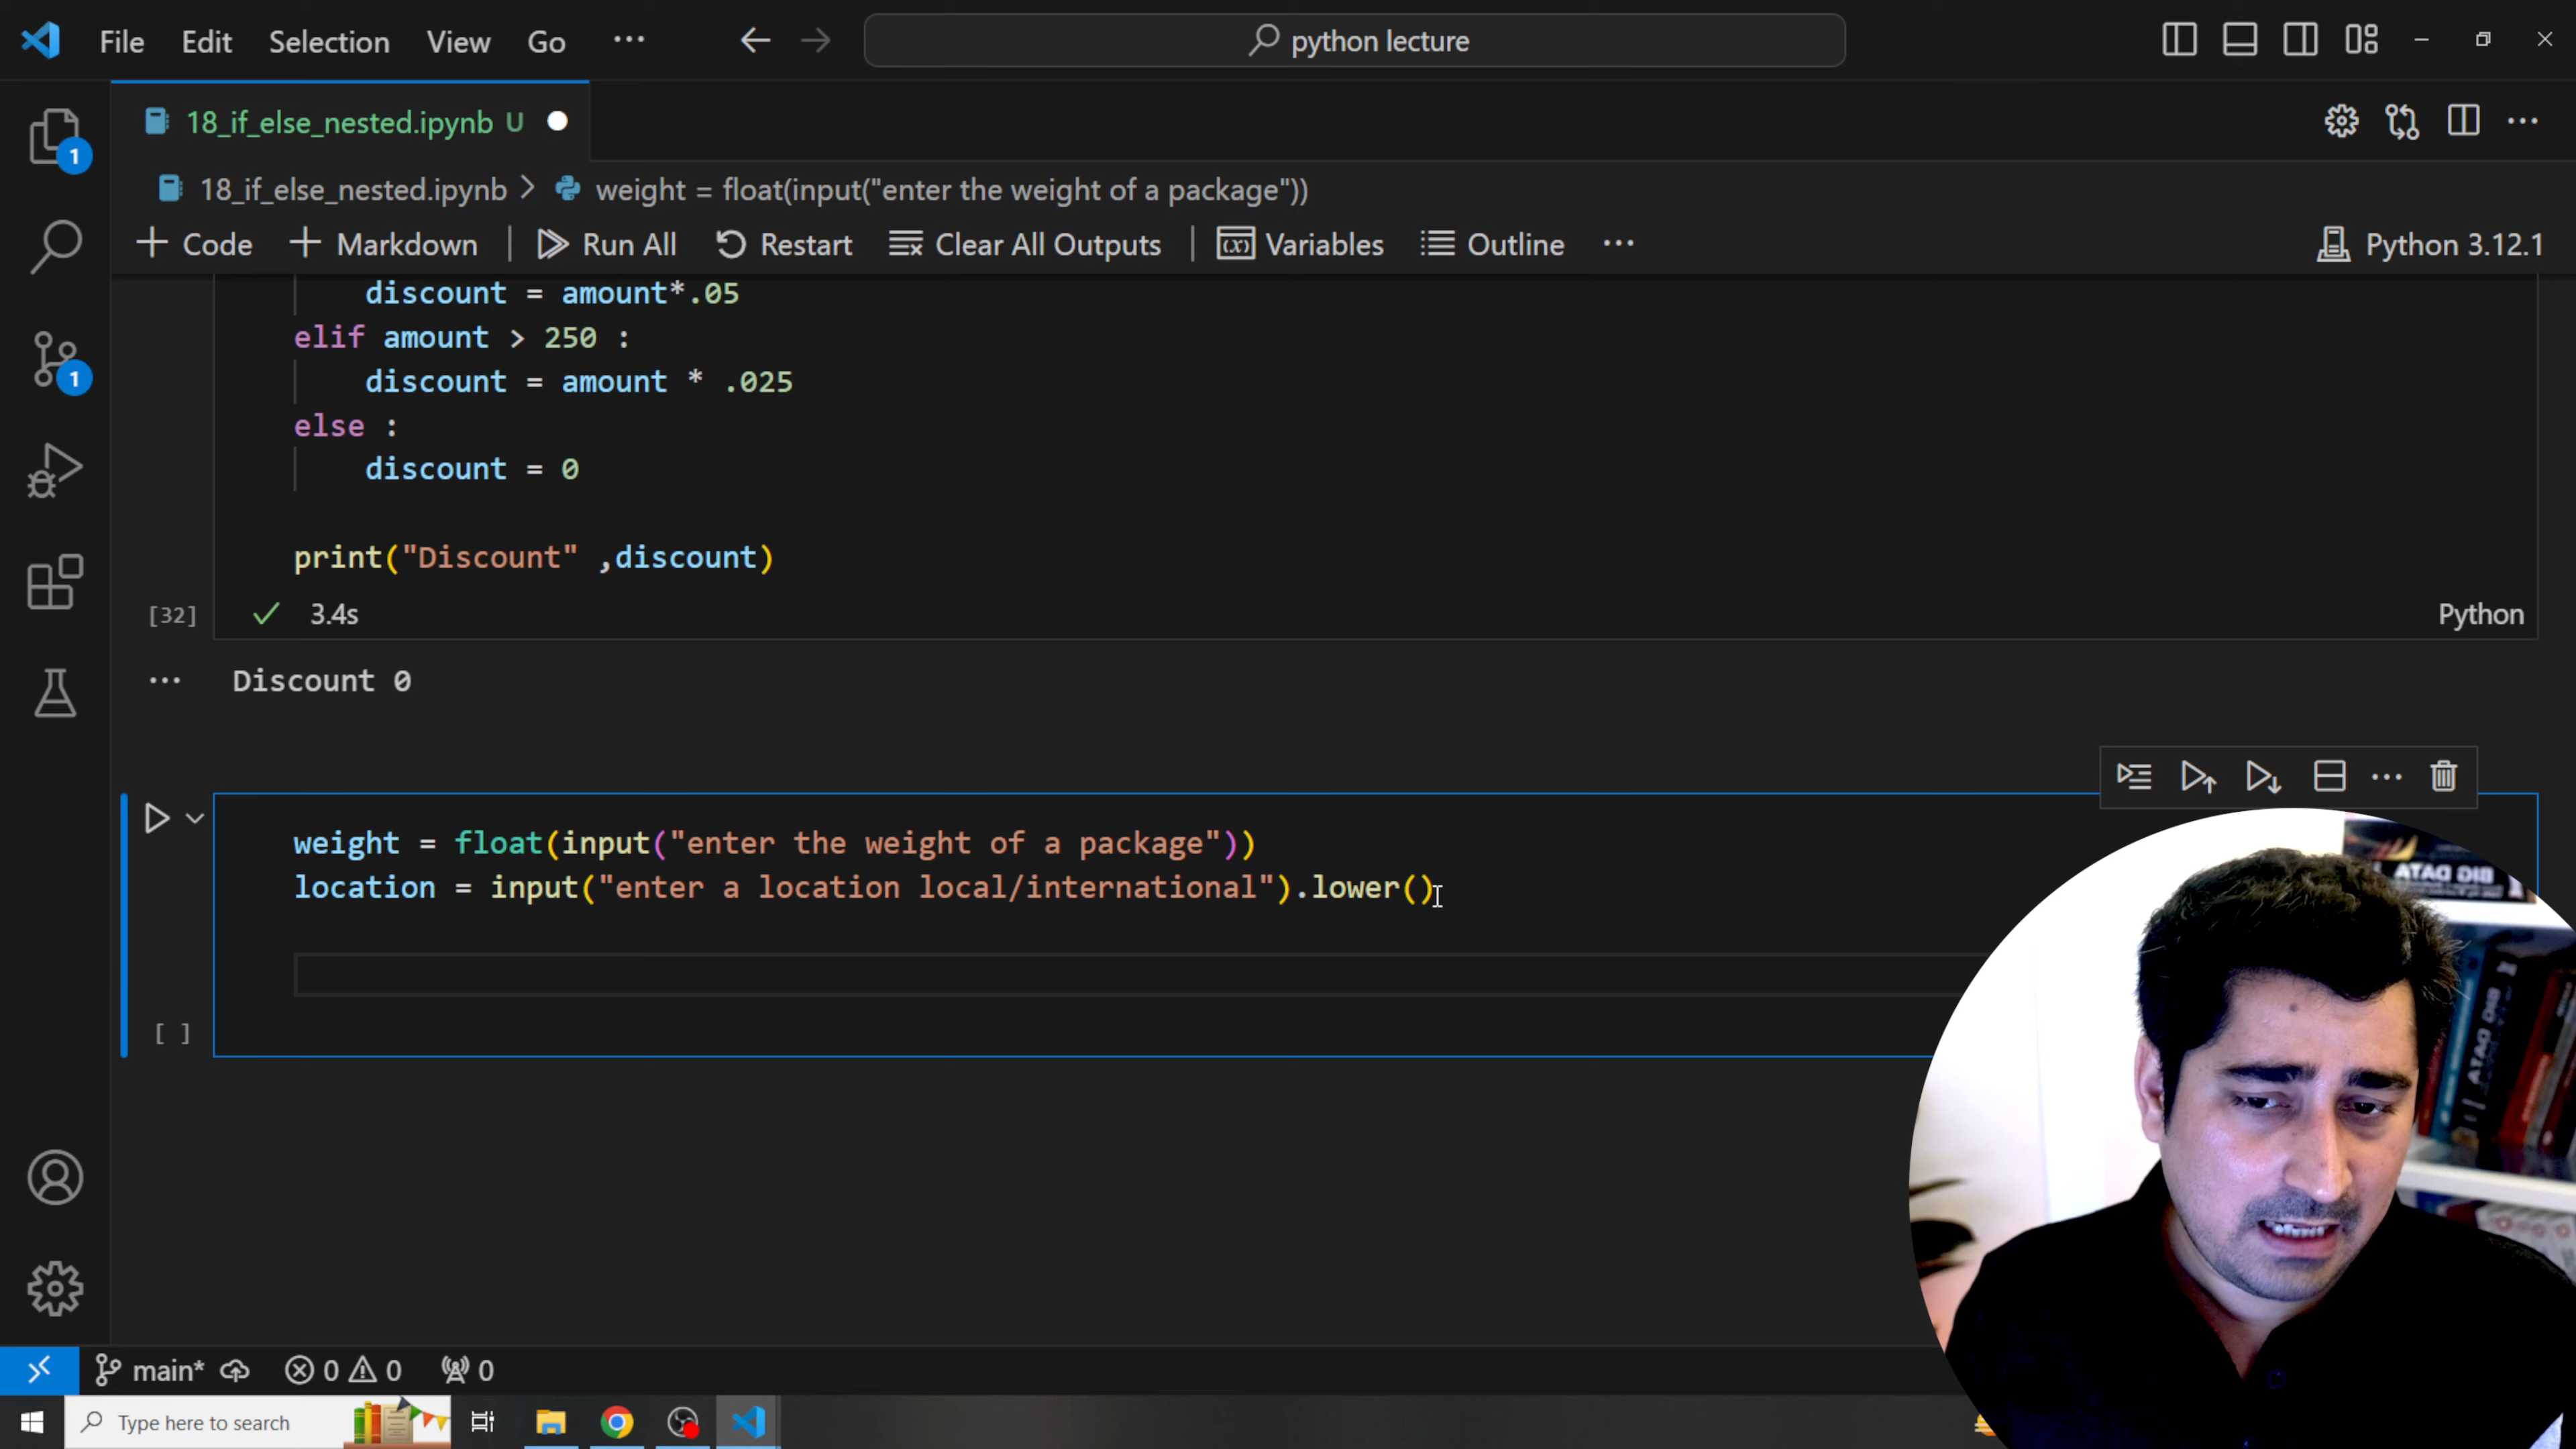 File Edit Selection View Go ··· python lecture
18_if_else_nested.ipynb U
18_if_else_nested.ipynb > weight = float(input("enter the weight of a package"))
+ Code + Markdown | Run All Restart Clear All Outputs | Variables Outline ··· Python 3.12.1
discount = amount*.05
elif amount > 250 :
discount = amount * .025
else :
discount = 0
print("Discount" ,discount)
[32] 3.4s Python
··· Discount 0
weight = float(input("enter the weight of a package"))
location = input("enter a location local/international").lower()
[ ]
1
1
BIG DATA
main* 0 0 0
Type here to search